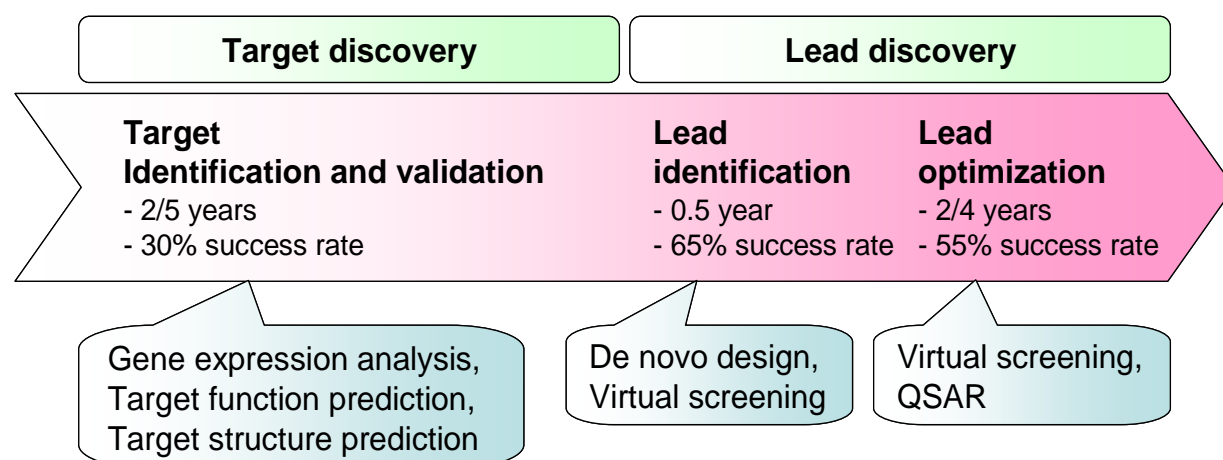 Target discovery
Lead discovery
Target
Identification and validation
- 2/5 years
- 30% success rate
Lead
identification
- 0.5 year
- 65% success rate
Lead
optimization
- 2/4 years
- 55% success rate
Gene expression analysis,
Target function prediction,
Target structure prediction
De novo design,
Virtual screening
Virtual screening,
QSAR